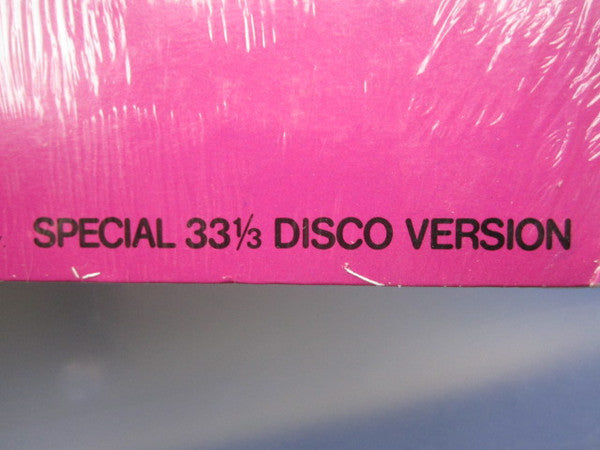 SPECIAL 33⅓ DISCO VERSION